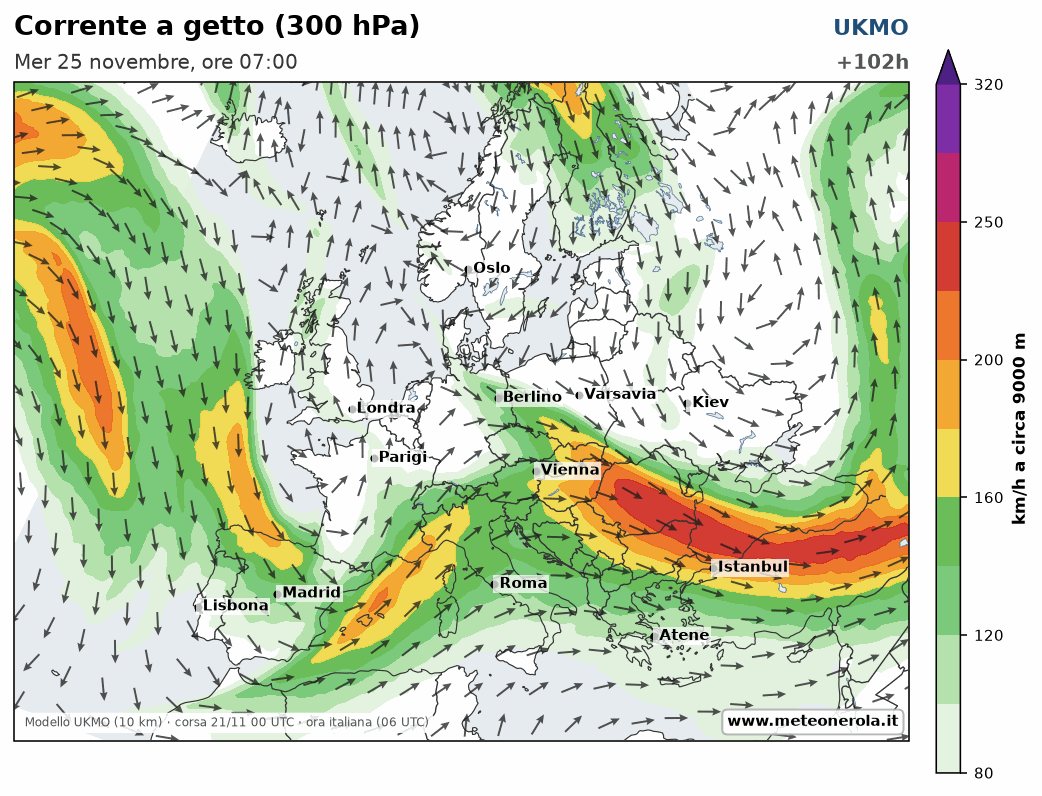 Corrente a getto (300 hPa)
UKMO
Mer 25 novembre, ore 07:00
+102h
320
250
200
160
120
80
km/h a circa 9000 m
Oslo
Berlino
Varsavia
Kiev
Londra
Parigi
Vienna
Istanbul
Roma
Madrid
Lisbona
Atene
Modello UKMO (10 km) · corsa 21/11 00 UTC · ora italiana (06 UTC)
www.meteonerola.it